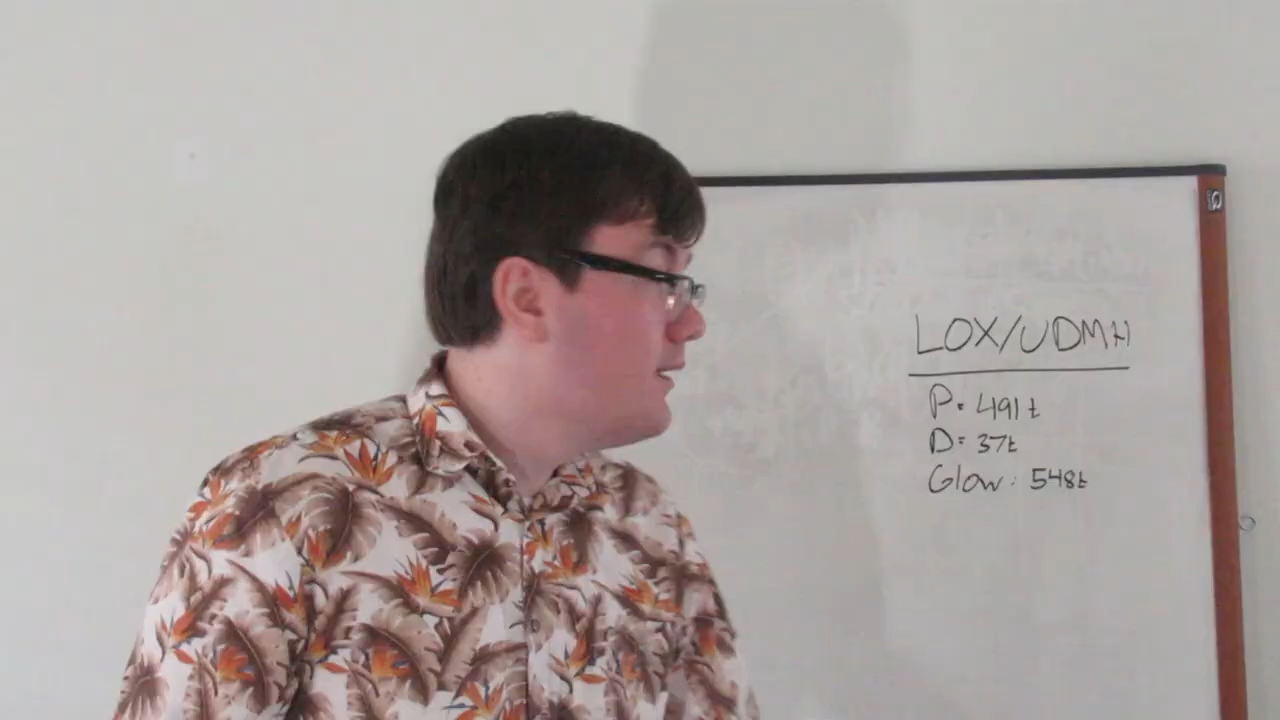 LOX/UDMH
P = 491t
D = 37t
Glow: 548t